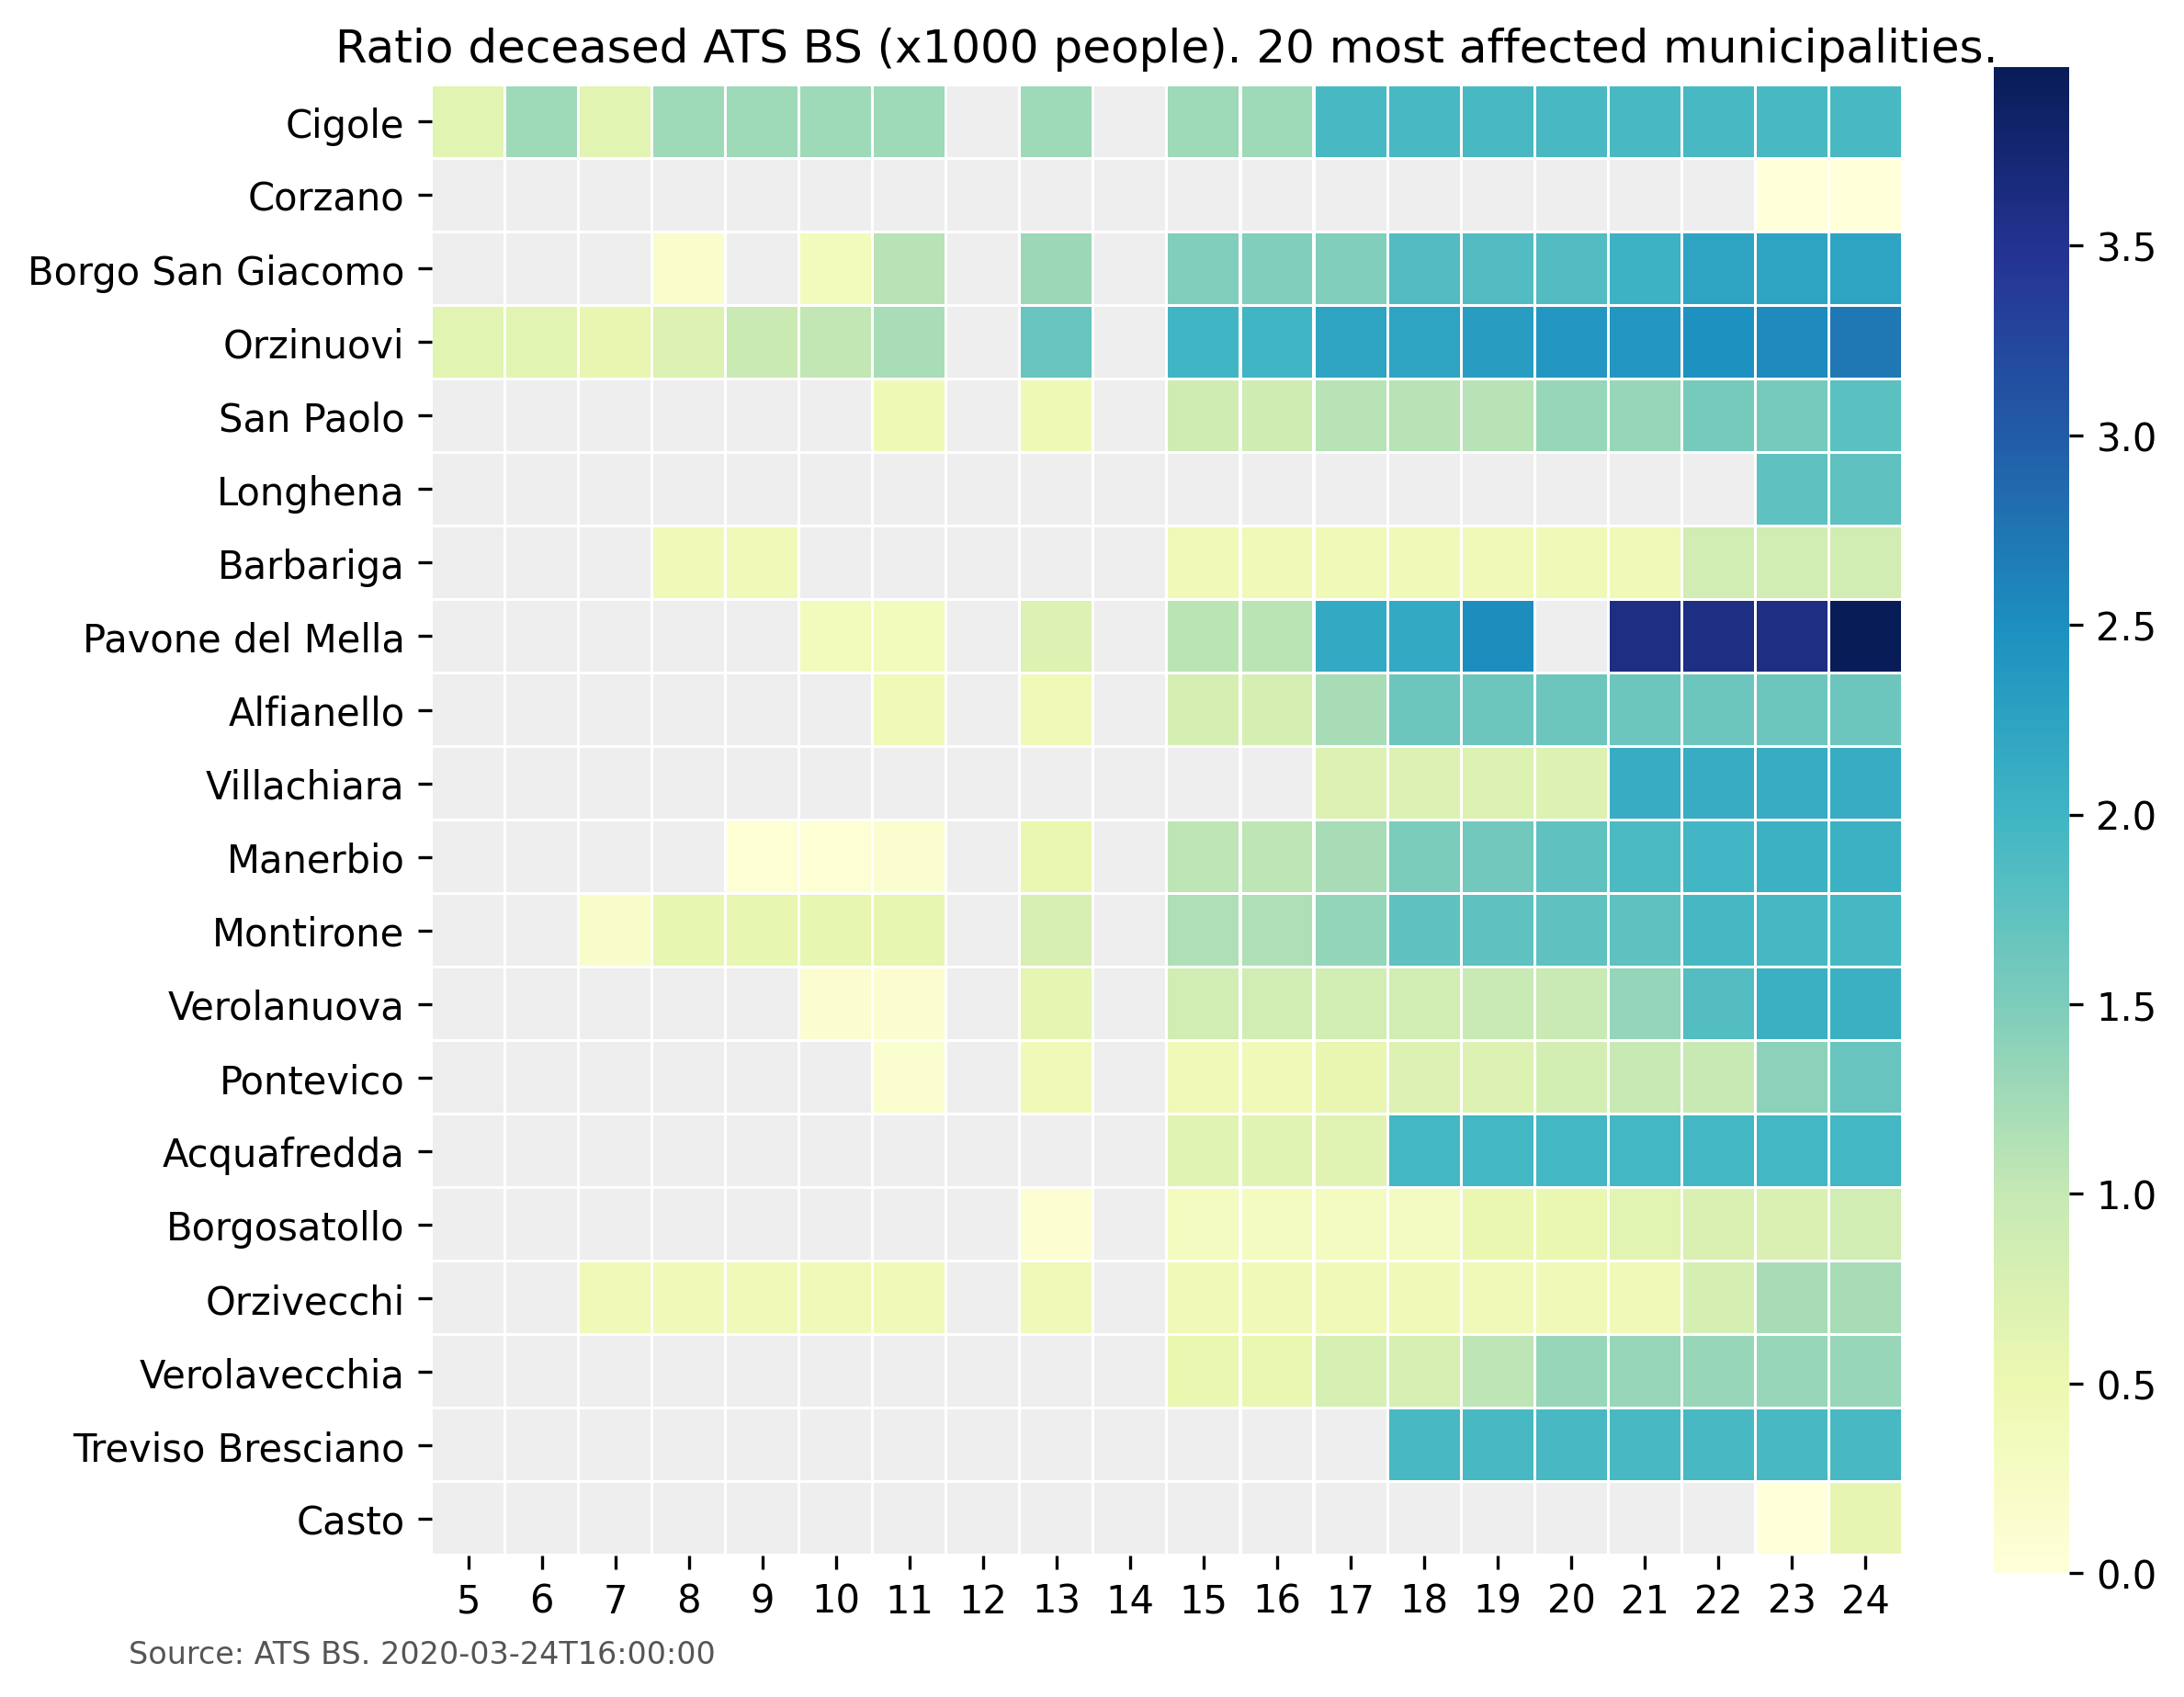 Ratio deceased ATS BS (x1000 people). 20 most affected municipalities.
Cigole
Corzano
Borgo San Giacomo
Orzinuovi
San Paolo
Longhena
Barbariga
Pavone del Mella
Alfianello
Villachiara
Manerbio
Montirone
Verolanuova
Pontevico
Acquafredda
Borgosatollo
Orzivecchi
Verolavecchia
Treviso Bresciano
Casto
5 6 7 8 9 10 11 12 13 14 15 16 17 18 19 20 21 22 23 24
3.5
3.0
2.5
2.0
1.5
1.0
0.5
0.0
Source: ATS BS. 2020-03-24T16:00:00